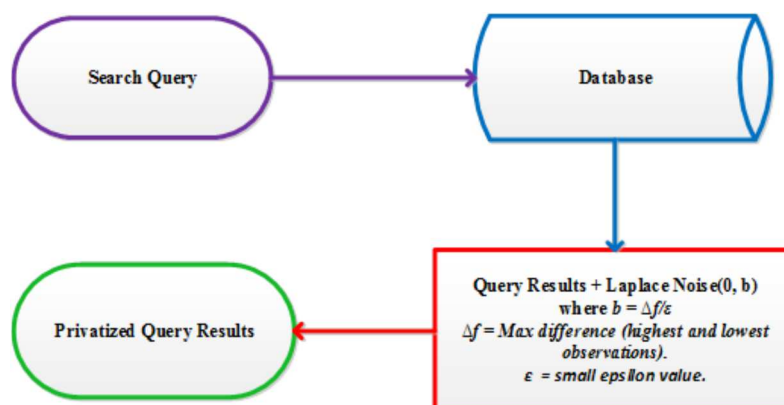 Search Query
Database
Query Results + Laplace Noise(0, b)
where b = Δf/ε
Δf = Max difference (highest and lowest
observations).
ε = small epsilon value.
Privatized Query Results